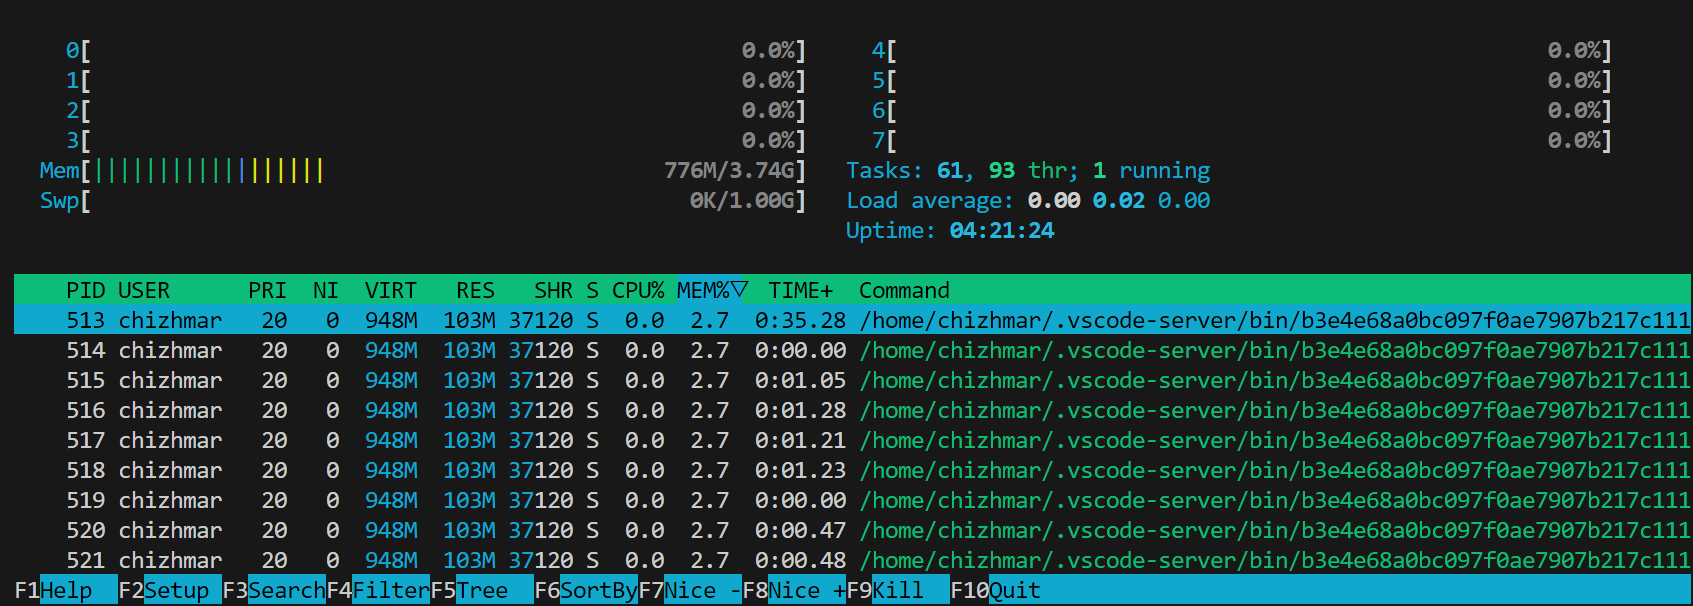 0[ 0.0%] 4[ 0.0%]
1[ 0.0%] 5[ 0.0%]
2[ 0.0%] 6[ 0.0%]
3[ 0.0%] 7[ 0.0%]
Mem[|||||||||||||||||| 776M/3.74G] Tasks: 61, 93 thr; 1 running
Swp[ 0K/1.00G] Load average: 0.00 0.02 0.00
Uptime: 04:21:24
PID USER PRI NI VIRT RES SHR S CPU% MEM%▽ TIME+ Command
513 chizhmar 20 0 948M 103M 37120 S 0.0 2.7 0:35.28 /home/chizhmar/.vscode-server/bin/b3e4e68a0bc097f0ae7907b217c111
514 chizhmar 20 0 948M 103M 37120 S 0.0 2.7 0:00.00 /home/chizhmar/.vscode-server/bin/b3e4e68a0bc097f0ae7907b217c111
515 chizhmar 20 0 948M 103M 37120 S 0.0 2.7 0:01.05 /home/chizhmar/.vscode-server/bin/b3e4e68a0bc097f0ae7907b217c111
516 chizhmar 20 0 948M 103M 37120 S 0.0 2.7 0:01.28 /home/chizhmar/.vscode-server/bin/b3e4e68a0bc097f0ae7907b217c111
517 chizhmar 20 0 948M 103M 37120 S 0.0 2.7 0:01.21 /home/chizhmar/.vscode-server/bin/b3e4e68a0bc097f0ae7907b217c111
518 chizhmar 20 0 948M 103M 37120 S 0.0 2.7 0:01.23 /home/chizhmar/.vscode-server/bin/b3e4e68a0bc097f0ae7907b217c111
519 chizhmar 20 0 948M 103M 37120 S 0.0 2.7 0:00.00 /home/chizhmar/.vscode-server/bin/b3e4e68a0bc097f0ae7907b217c111
520 chizhmar 20 0 948M 103M 37120 S 0.0 2.7 0:00.47 /home/chizhmar/.vscode-server/bin/b3e4e68a0bc097f0ae7907b217c111
521 chizhmar 20 0 948M 103M 37120 S 0.0 2.7 0:00.48 /home/chizhmar/.vscode-server/bin/b3e4e68a0bc097f0ae7907b217c111
F1Help F2Setup F3SearchF4FilterF5Tree F6SortByF7Nice -F8Nice +F9Kill F10Quit